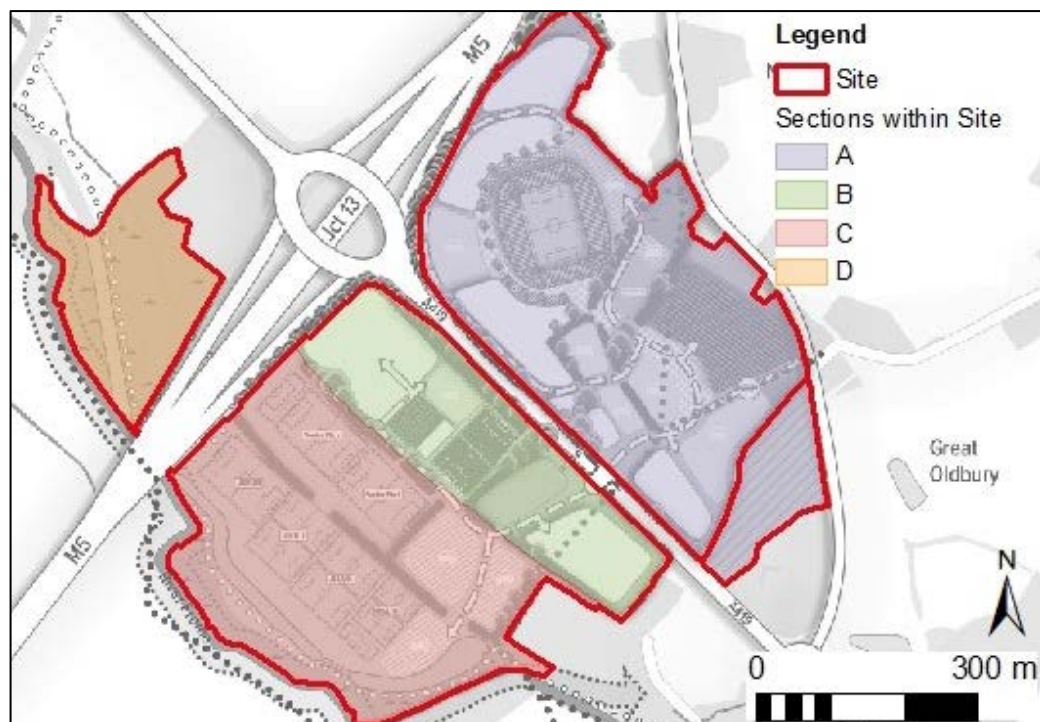 M5
Legend
Site
Sections within Site
A
B
C
D
Jct 13
A419
Great
Oldbury
M5
N
A419
0 300 m